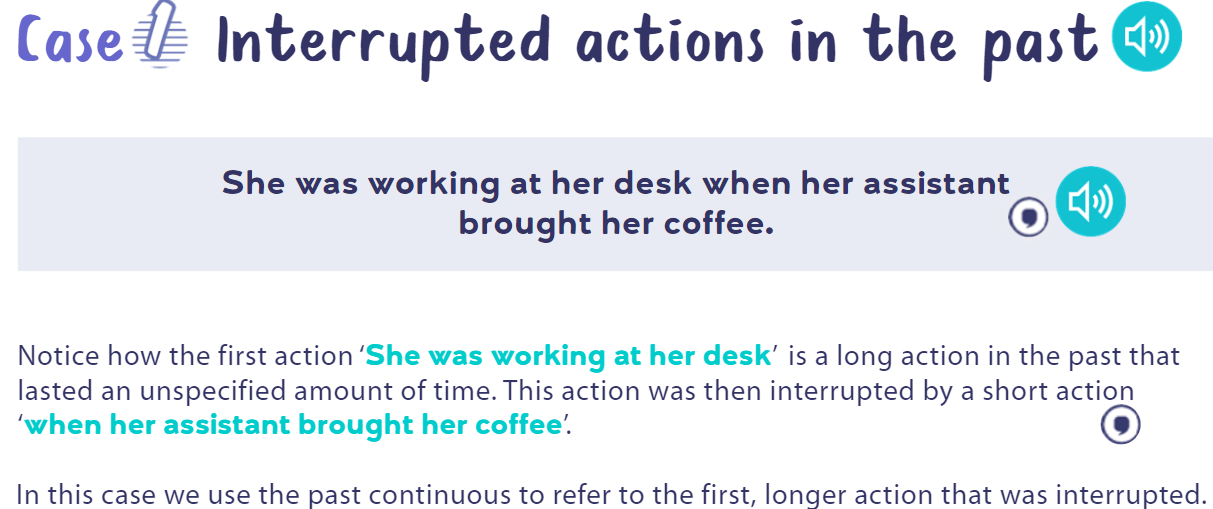 Case 1 Interrupted actions in the past
She was working at her desk when her assistant
brought her coffee.
Notice how the first action ‘She was working at her desk’ is a long action in the past that
lasted an unspecified amount of time. This action was then interrupted by a short action
‘when her assistant brought her coffee’.
In this case we use the past continuous to refer to the first, longer action that was interrupted.